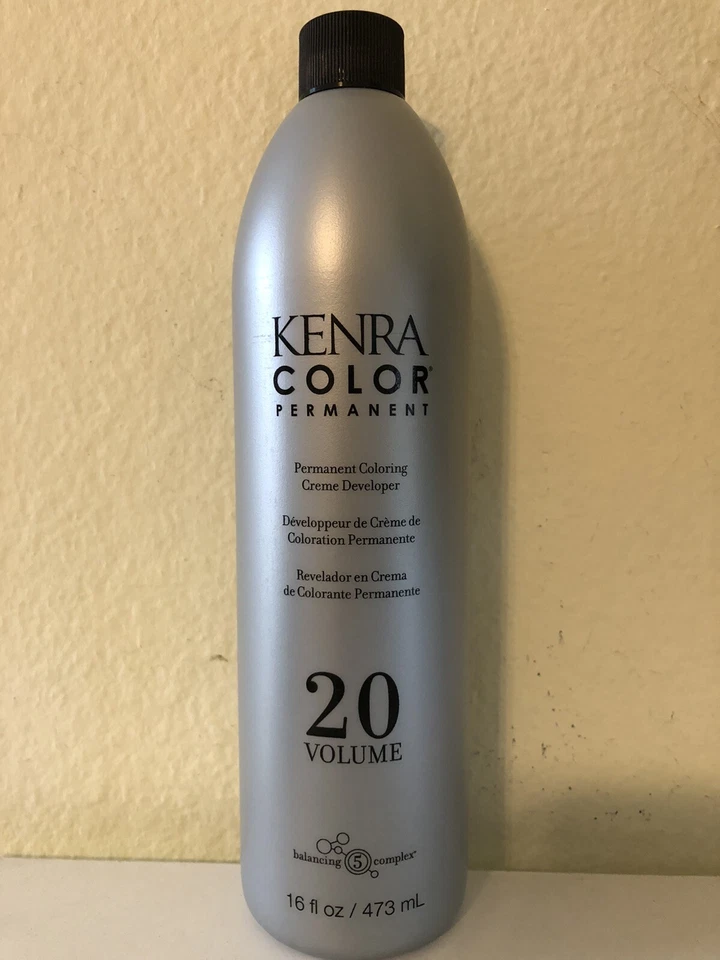 KENRA
COLOR®
PERMANENT
Permanent Coloring
Creme Developer
Développeur de Crème de
Coloration Permanente
Revelador en Crema
de Colorante Permanente
20
VOLUME
balancing 5 complex™
16 fl oz / 473 mL